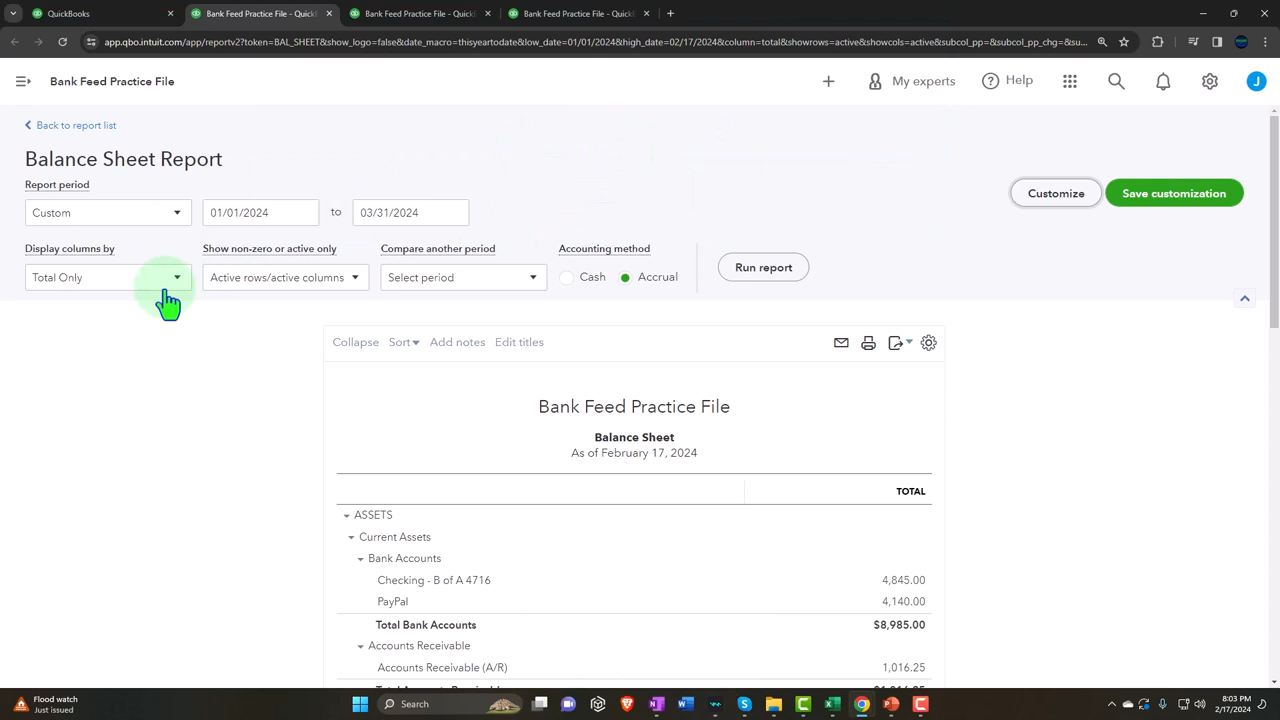 QuickBooks
Bank Feed Practice File - QuickB
Bank Feed Practice File - QuickB
Bank Feed Practice File - QuickB
app.qbo.intuit.com/app/report2?token=BAL_SHEET&show_logo=false&date_macro=thisyeartodate&low_date=01/01/2024&high_date=02/17/2024&column=total&showrows=active&showcols=active&subcol_pp=&subcol_pp_chg=&su...
Bank Feed Practice File
My experts
Help
J
Back to report list
Balance Sheet Report
Report period
Custom
01/01/2024
to
03/31/2024
Customize
Save customization
Display columns by
Show non-zero or active only
Compare another period
Accounting method
Total Only
Active rows/active columns
Select period
Cash
Accrual
Run report
Collapse
Sort
Add notes
Edit titles
Bank Feed Practice File
Balance Sheet
As of February 17, 2024
TOTAL
ASSETS
Current Assets
Bank Accounts
Checking - B of A 4716 4,845.00
PayPal 4,140.00
Total Bank Accounts $8,985.00
Accounts Receivable
Accounts Receivable (A/R) 1,016.25
Flood watch
Just issued
Search
8:03 PM
2/17/2024